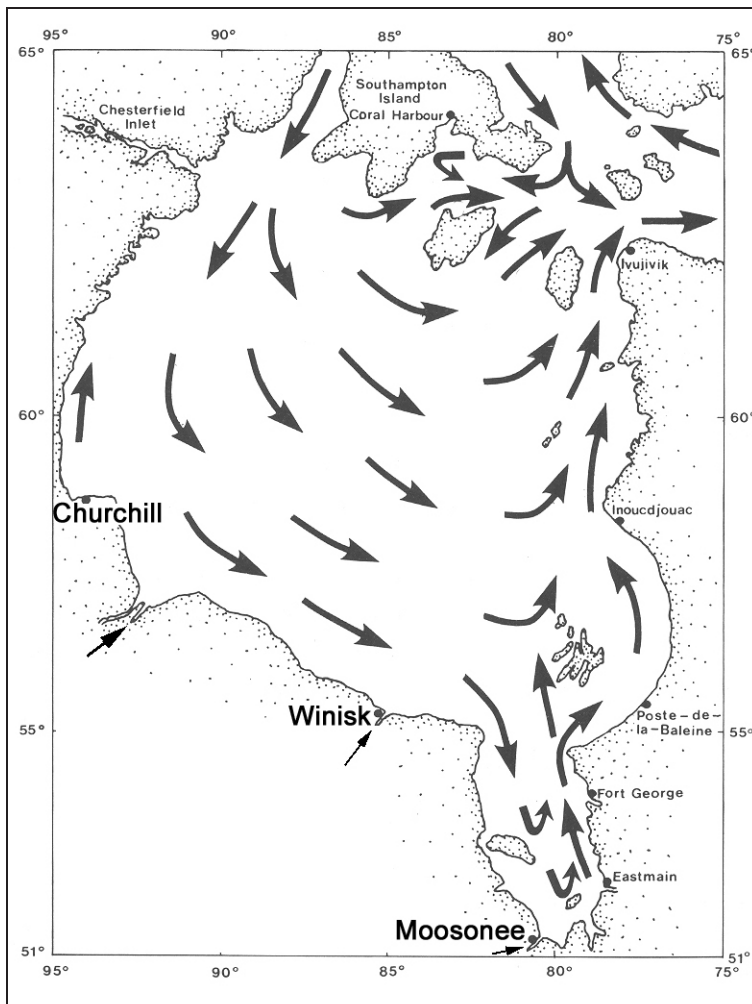 95°
90°
85°
80°
75°
65°
65°
Southampton
Island
Coral Harbour
Chesterfield
Inlet
Ivujivik
60°
60°
Churchill
Inoucdjouac
Winisk
55°
55°
Poste-de-
la-Baleine
Fort George
Eastmain
Moosonee
51°
51°
95°
90°
85°
80°
75°